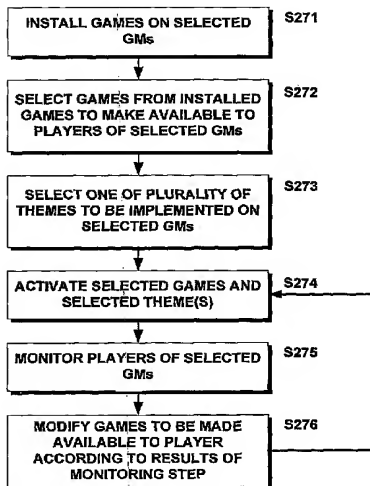 INSTALL GAMES ON SELECTED
GMs
S271
SELECT GAMES FROM INSTALLED
GAMES TO MAKE AVAILABLE TO
PLAYERS OF SELECTED GMs
S272
SELECT ONE OF PLURALITY OF
THEMES TO BE IMPLEMENTED ON
SELECTED GMs
S273
ACTIVATE SELECTED GAMES AND
SELECTED THEME(S)
S274
MONITOR PLAYERS OF SELECTED
GMs
S275
MODIFY GAMES TO BE MADE
AVAILABLE TO PLAYER
ACCORDING TO RESULTS OF
MONITORING STEP
S276